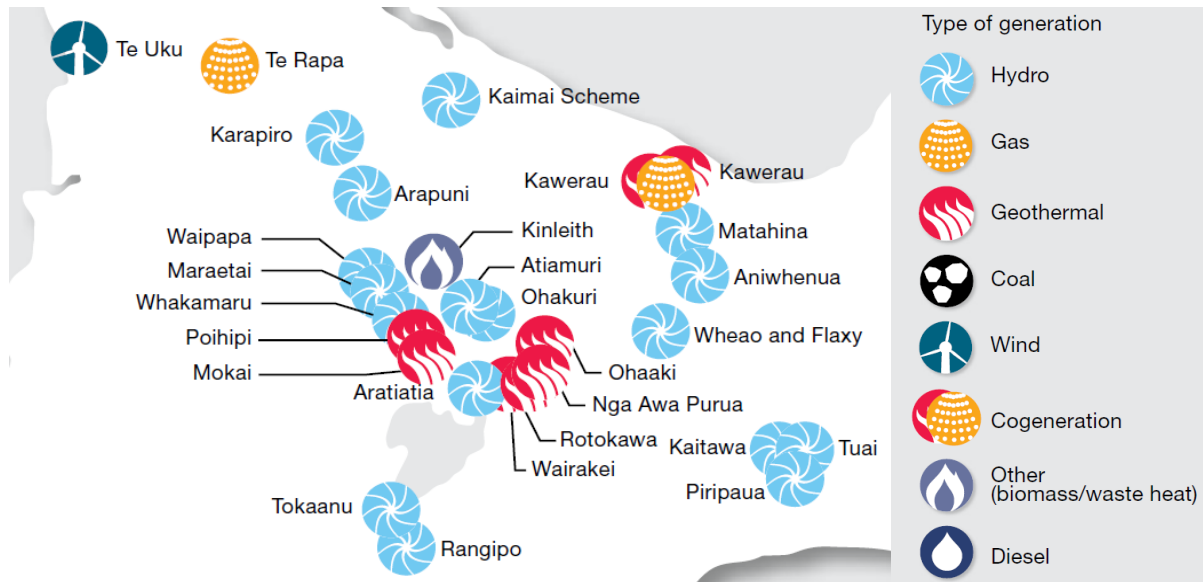 Te Uku
Te Rapa
Kaimai Scheme
Karapiro
Arapuni
Kawerau
Kawerau
Waipapa
Kinleith
Matahina
Maraetai
Atiamuri
Aniwhenua
Whakamaru
Ohakuri
Poihipi
Wheao and Flaxy
Mokai
Ohaaki
Aratiatia
Nga Awa Purua
Rotokawa
Wairakei
Kaitawa
Tuai
Piripaua
Tokaanu
Rangipo
Type of generation
Hydro
Gas
Geothermal
Coal
Wind
Cogeneration
Other
(biomass/waste heat)
Diesel